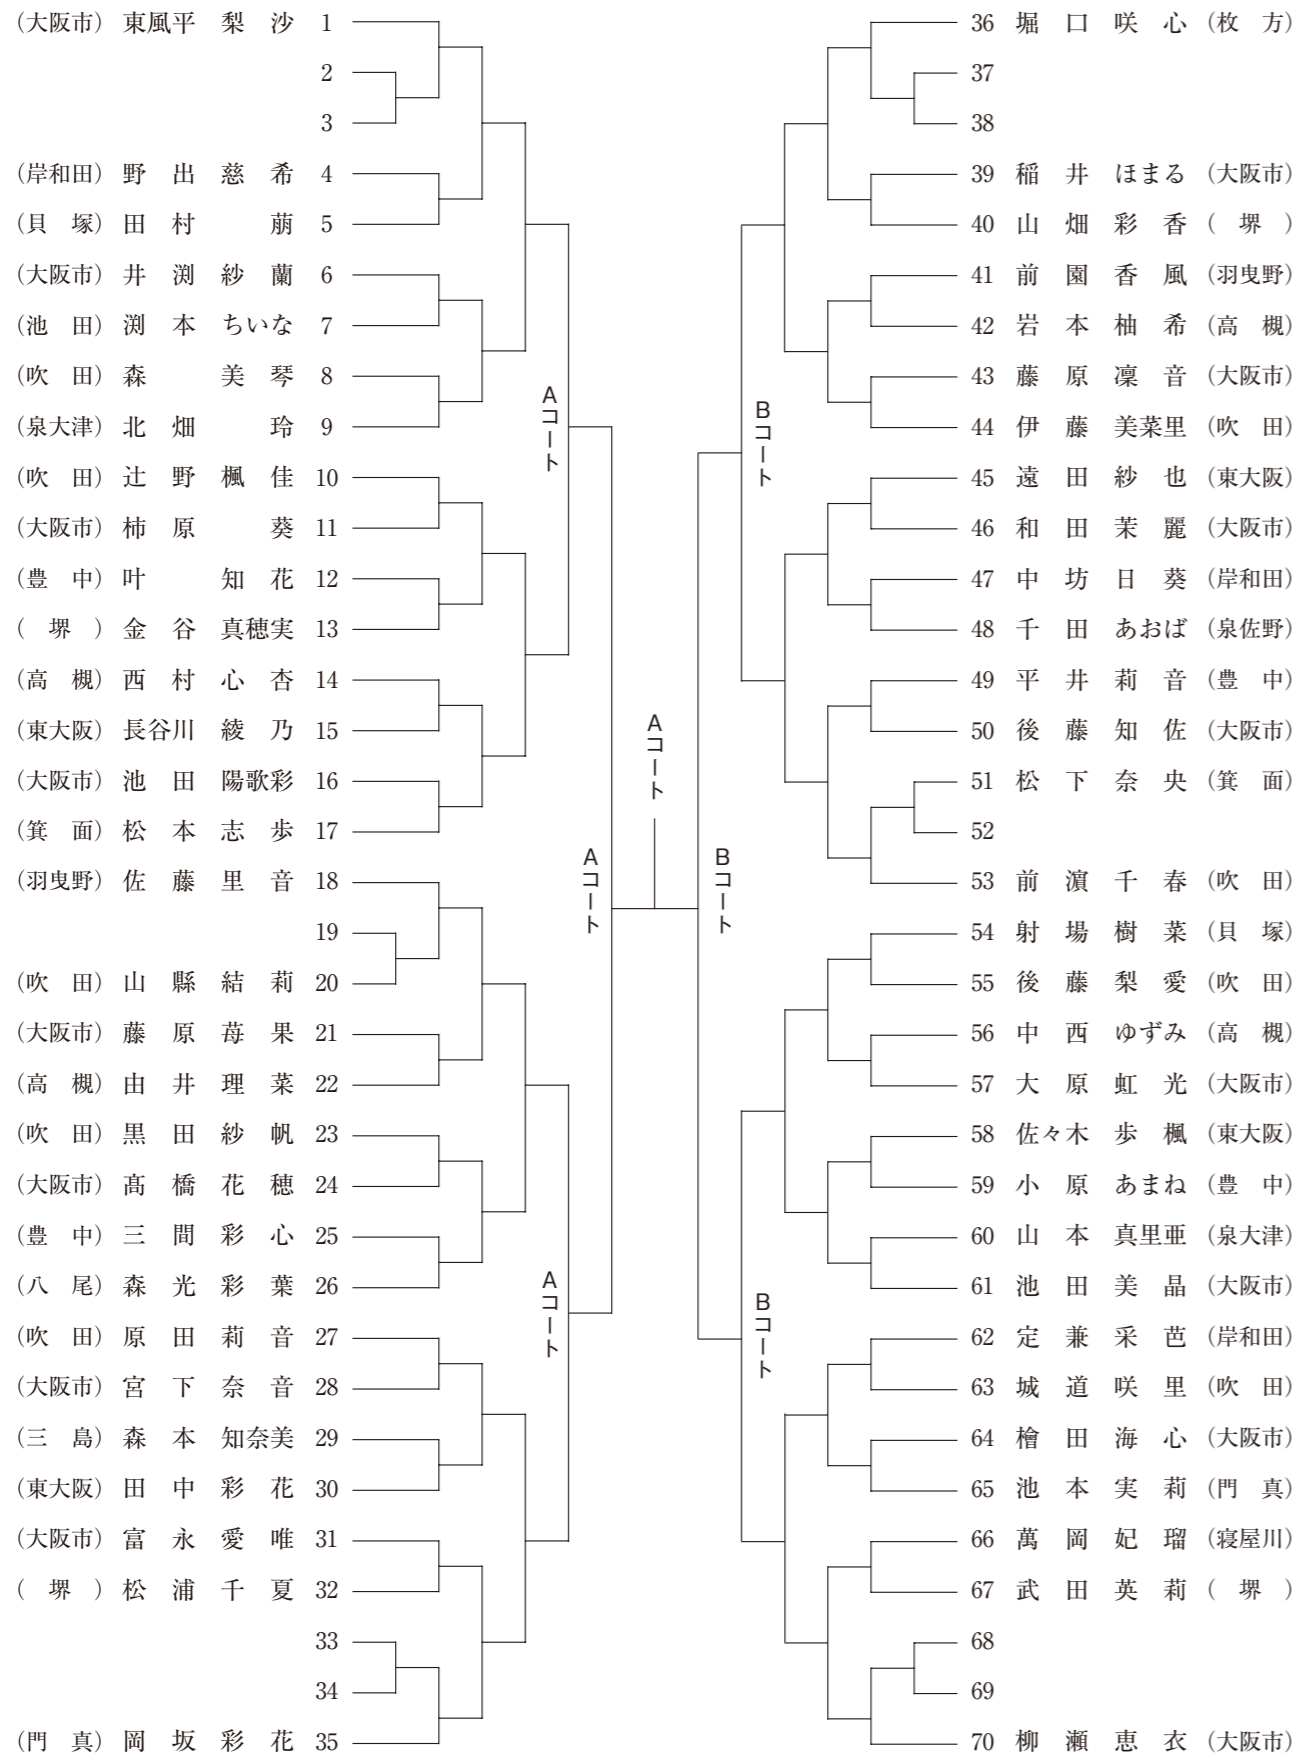 (大阪市) 東風平 梨 沙 1
2
3
(岸和田) 野 出 慈 希 4
(貝 塚) 田 村 萠 5
(大阪市) 井 渕 紗 蘭 6
(池 田) 渕 本 ちいな 7
(吹 田) 森 美 琴 8
(泉大津) 北 畑 玲 9
(吹 田) 辻 野 楓 佳 10
(大阪市) 柿 原 葵 11
(豊 中) 叶 知 花 12
( 堺 ) 金 谷 真穂実 13
(高 槻) 西 村 心 杏 14
(東大阪) 長谷川 綾 乃 15
(大阪市) 池 田 陽歌彩 16
(箕 面) 松 本 志 歩 17
(羽曳野) 佐 藤 里 音 18
19
(吹 田) 山 縣 結 莉 20
(大阪市) 藤 原 苺 果 21
(高 槻) 由 井 理 菜 22
(吹 田) 黒 田 紗 帆 23
(大阪市) 髙 橋 花 穂 24
(豊 中) 三 間 彩 心 25
(八 尾) 森 光 彩 葉 26
(吹 田) 原 田 莉 音 27
(大阪市) 宮 下 奈 音 28
(三 島) 森 本 知奈美 29
(東大阪) 田 中 彩 花 30
(大阪市) 富 永 愛 唯 31
( 堺 ) 松 浦 千 夏 32
33
34
(門 真) 岡 坂 彩 花 35
Aコート
Aコート
Aコート
Aコート
Bコート
Bコート
Bコート
36 堀 口 咲 心 (枚 方)
37
38
39 稲 井 ほまる (大阪市)
40 山 畑 彩 香 ( 堺 )
41 前 園 香 風 (羽曳野)
42 岩 本 柚 希 (高 槻)
43 藤 原 凜 音 (大阪市)
44 伊 藤 美菜里 (吹 田)
45 遠 田 紗 也 (東大阪)
46 和 田 茉 麗 (大阪市)
47 中 坊 日 葵 (岸和田)
48 千 田 あおば (泉佐野)
49 平 井 莉 音 (豊 中)
50 後 藤 知 佐 (大阪市)
51 松 下 奈 央 (箕 面)
52
53 前 濵 千 春 (吹 田)
54 射 場 樹 菜 (貝 塚)
55 後 藤 梨 愛 (吹 田)
56 中 西 ゆずみ (高 槻)
57 大 原 虹 光 (大阪市)
58 佐々木 歩 楓 (東大阪)
59 小 原 あまね (豊 中)
60 山 本 真里亜 (泉大津)
61 池 田 美 晶 (大阪市)
62 定 兼 采 芭 (岸和田)
63 城 道 咲 里 (吹 田)
64 檜 田 海 心 (大阪市)
65 池 本 実 莉 (門 真)
66 萬 岡 妃 瑠 (寝屋川)
67 武 田 英 莉 ( 堺 )
68
69
70 柳 瀬 恵 衣 (大阪市)